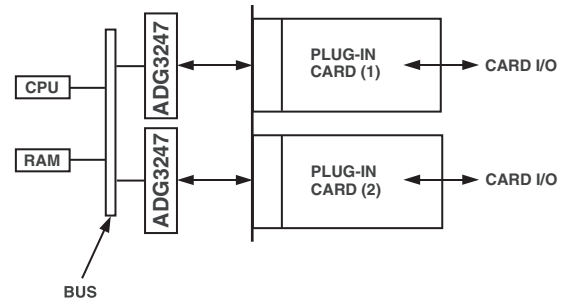 CPU
RAM
BUS
ADG3247
ADG3247
PLUG-IN
CARD (1)
CARD I/O
PLUG-IN
CARD (2)
CARD I/O